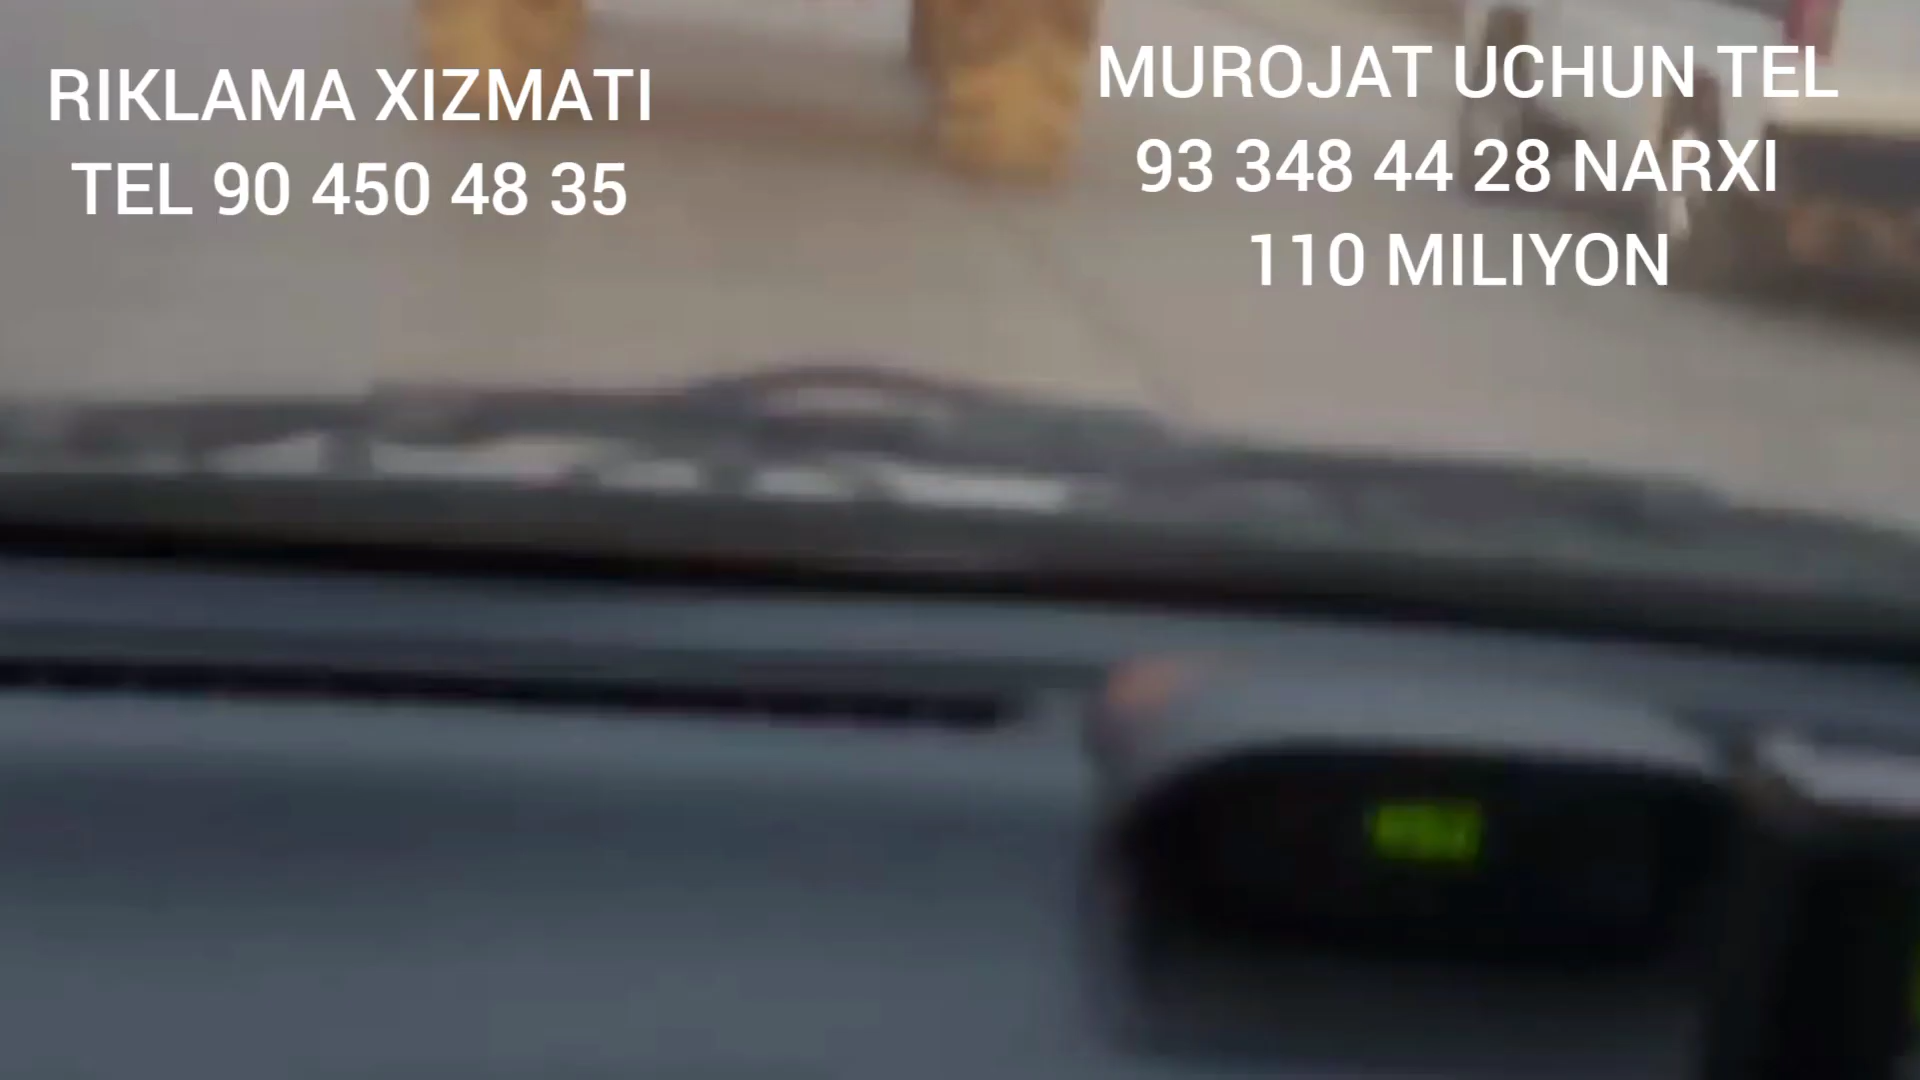 RIKLAMA XIZMATI
TEL 90 450 48 35
MUROJAT UCHUN TEL
93 348 44 28 NARXI
110 MILIYON